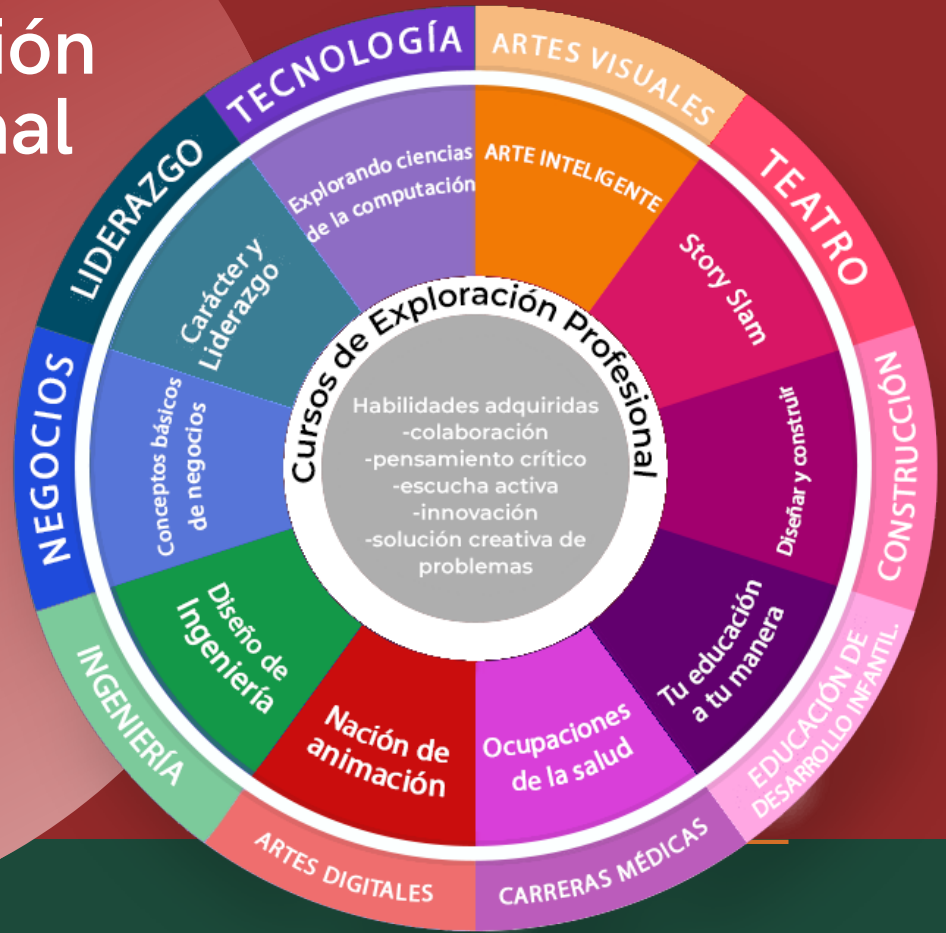 ión
nal
TECNOLOGÍA
ARTES VISUALES
TEATRO
CONSTRUCCIÓN
EDUCACIÓN DE
DESARROLLO INFANTIL.
CARRERAS MÉDICAS
ARTES DIGITALES
INGENIERÍA
NEGOCIOS
LIDERAZGO
Explorando ciencias
de la computación
ARTE INTELIGENTE
Story Slam
Diseñar y construir
Tu educación
a tu manera
Ocupaciones
de la salud
Nación de
animación
Diseño de
Ingeniería
Conceptos básicos
de negocios
Carácter y
Liderazgo
Cursos de Exploración Profesional
Habilidades adquiridas
-colaboración
-pensamiento crítico
-escucha activa
-innovación
-solución creativa de
problemas